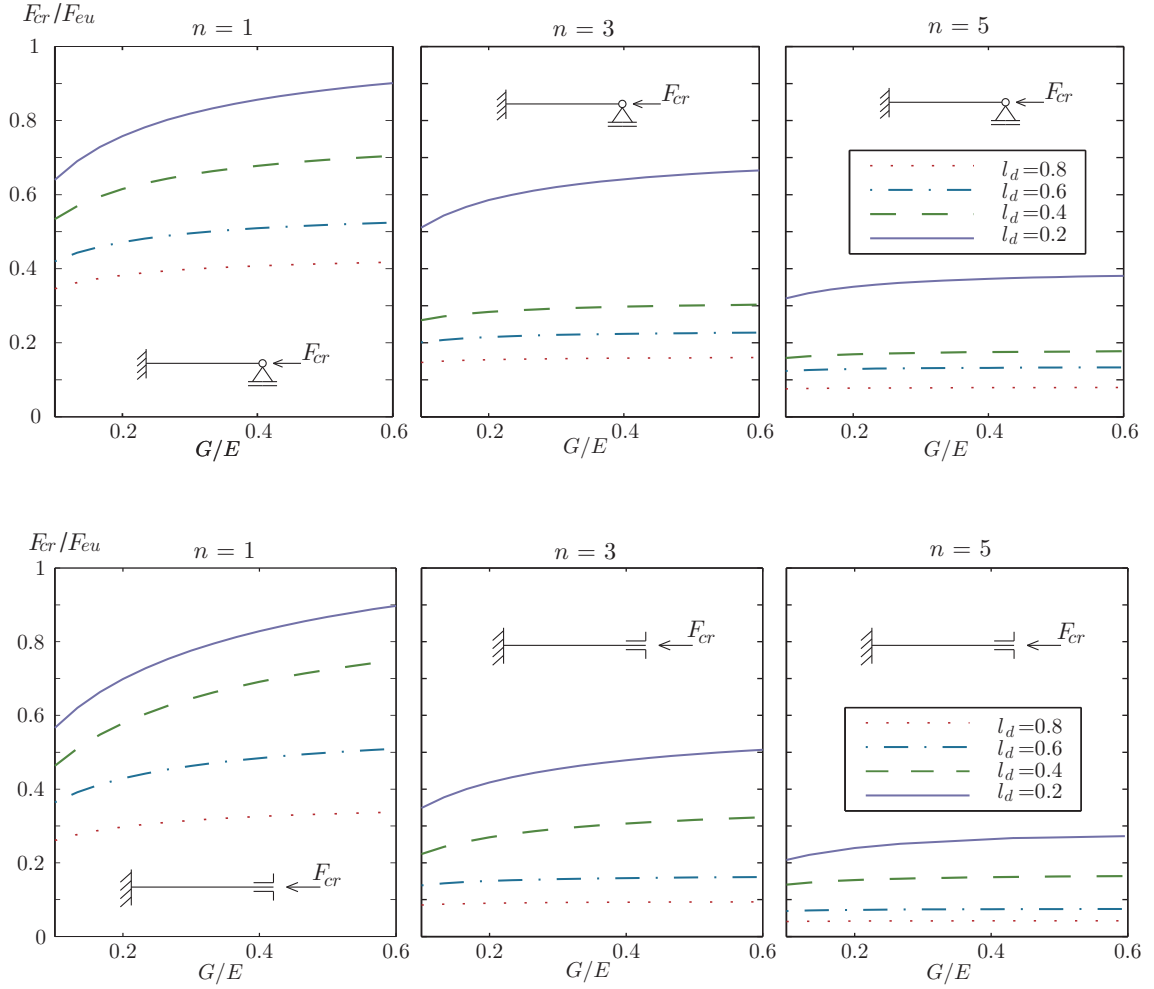 F_cr/F_eu
n = 1
n = 3
n = 5
1
0.8
0.6
0.4
0.2
0
F_cr
F_cr
F_cr
l_d=0.8
l_d=0.6
l_d=0.4
l_d=0.2
0.2 0.4 0.6
0.2 0.4 0.6
0.2 0.4 0.6
G/E
G/E
G/E
F_cr/F_eu
n = 1
n = 3
n = 5
1
0.8
0.6
0.4
0.2
0
F_cr
F_cr
F_cr
l_d=0.8
l_d=0.6
l_d=0.4
l_d=0.2
0.2 0.4 0.6
0.2 0.4 0.6
0.2 0.4 0.6
G/E
G/E
G/E